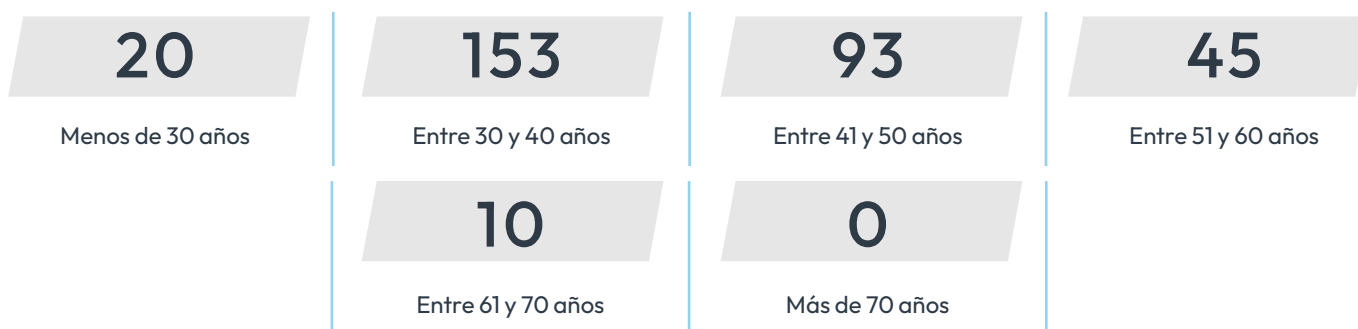 20
Menos de 30 años
153
Entre 30 y 40 años
93
Entre 41 y 50 años
45
Entre 51 y 60 años
10
Entre 61 y 70 años
0
Más de 70 años